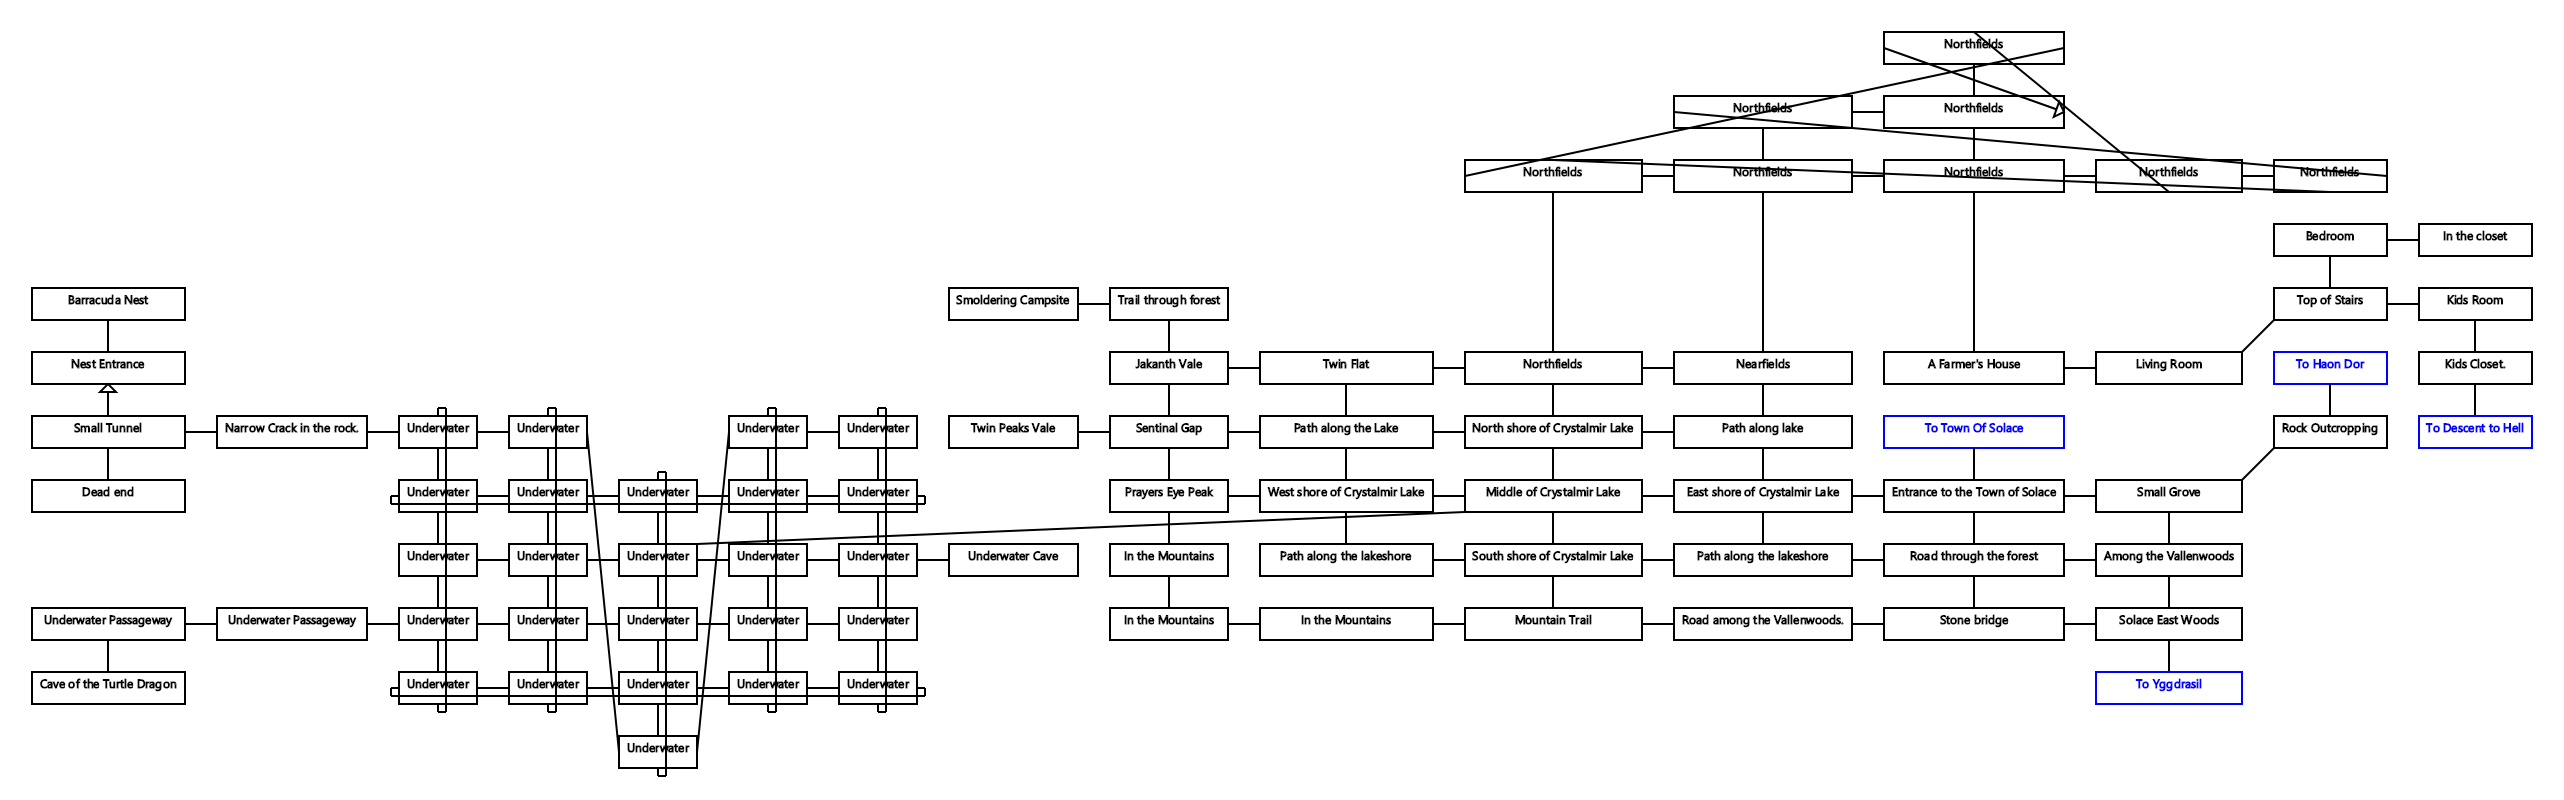 Northfields
Northfields
Northfields
Northfields
Northfields
Northfields
Northfields
Northfields
Bedroom
In the closet
Barracuda Nest
Smoldering Campsite
Trail through forest
Top of Stairs
Kids Room
Nest Entrance
Jakanth Vale
Twin Flat
Northfields
Nearfields
A Farmer's House
Living Room
To Haon Dor
Kids Closet.
Small Tunnel
Narrow Crack in the rock.
Underwater
Underwater
Underwater
Underwater
Twin Peaks Vale
Sentinal Gap
Path along the Lake
North shore of Crystalmir Lake
Path along lake
To Town Of Solace
Rock Outcropping
To Descent to Hell
Dead end
Underwater
Underwater
Underwater
Underwater
Underwater
Prayers Eye Peak
West shore of Crystalmir Lake
Middle of Crystalmir Lake
East shore of Crystalmir Lake
Entrance to the Town of Solace
Small Grove
Underwater
Underwater
Underwater
Underwater
Underwater
Underwater Cave
In the Mountains
Path along the lakeshore
South shore of Crystalmir Lake
Path along the lakeshore
Road through the forest
Among the Vallenwoods
Underwater Passageway
Underwater Passageway
Underwater
Underwater
Underwater
Underwater
Underwater
In the Mountains
In the Mountains
Mountain Trail
Road among the Vallenwoods.
Stone bridge
Solace East Woods
Cave of the Turtle Dragon
Underwater
Underwater
Underwater
Underwater
Underwater
To Yggdrasil
Underwater